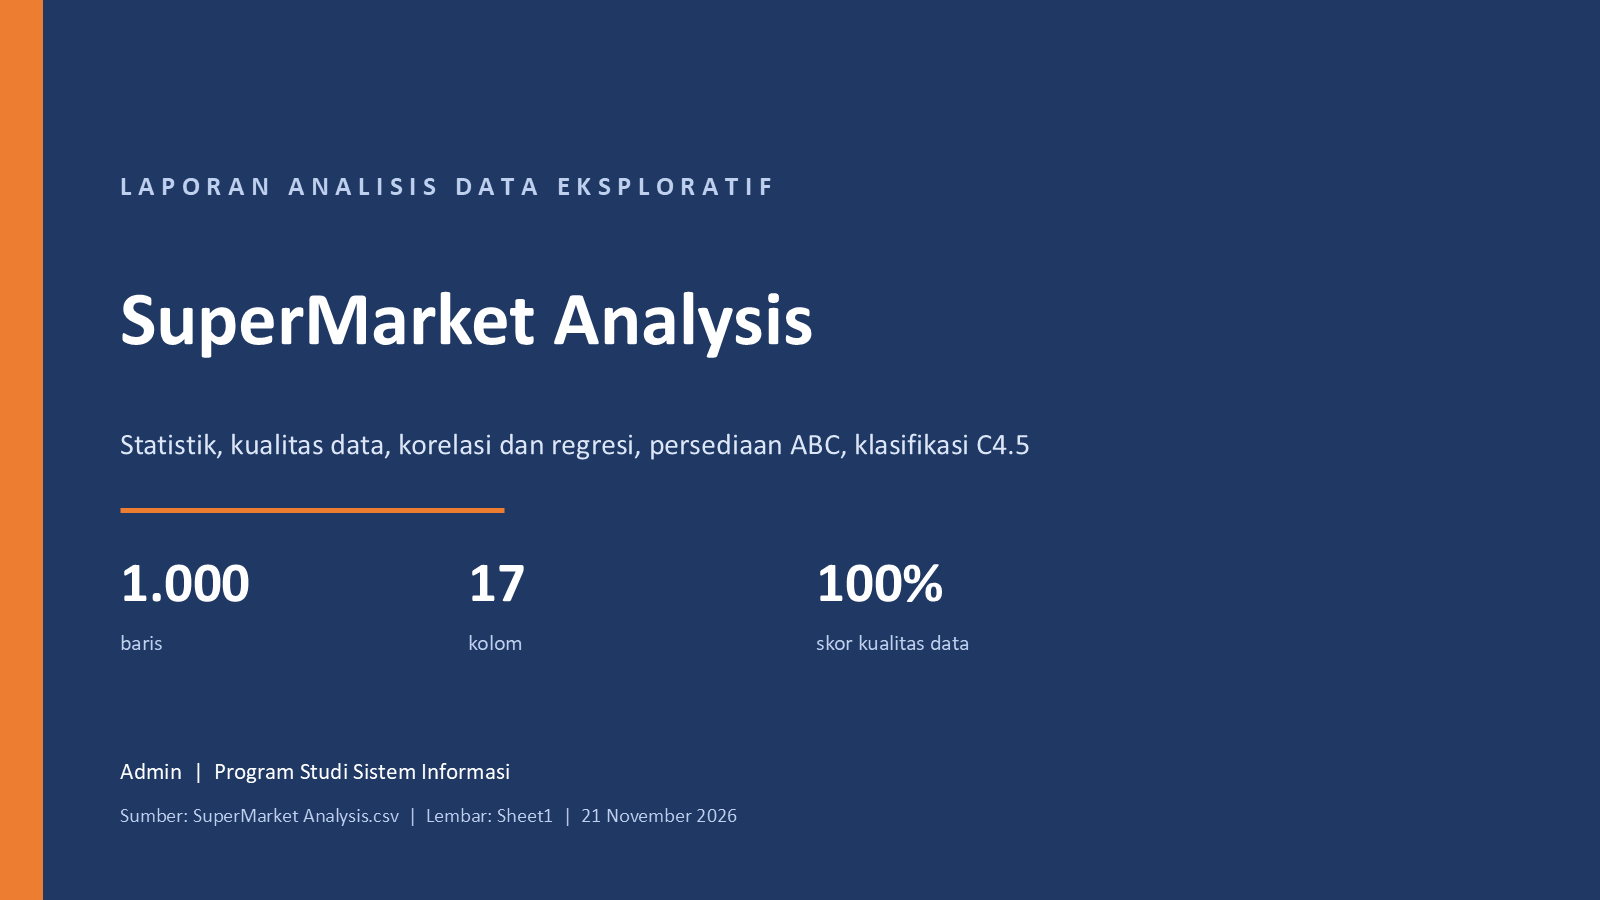 LAPORAN ANALISIS DATA EKSPLORATIF
SuperMarket Analysis
Statistik, kualitas data, korelasi dan regresi, persediaan ABC, klasifikasi C4.5
1.000 17 100%
baris kolom skor kualitas data
Admin | Program Studi Sistem Informasi
Sumber: SuperMarket Analysis.csv | Lembar: Sheet1 | 21 November 2026